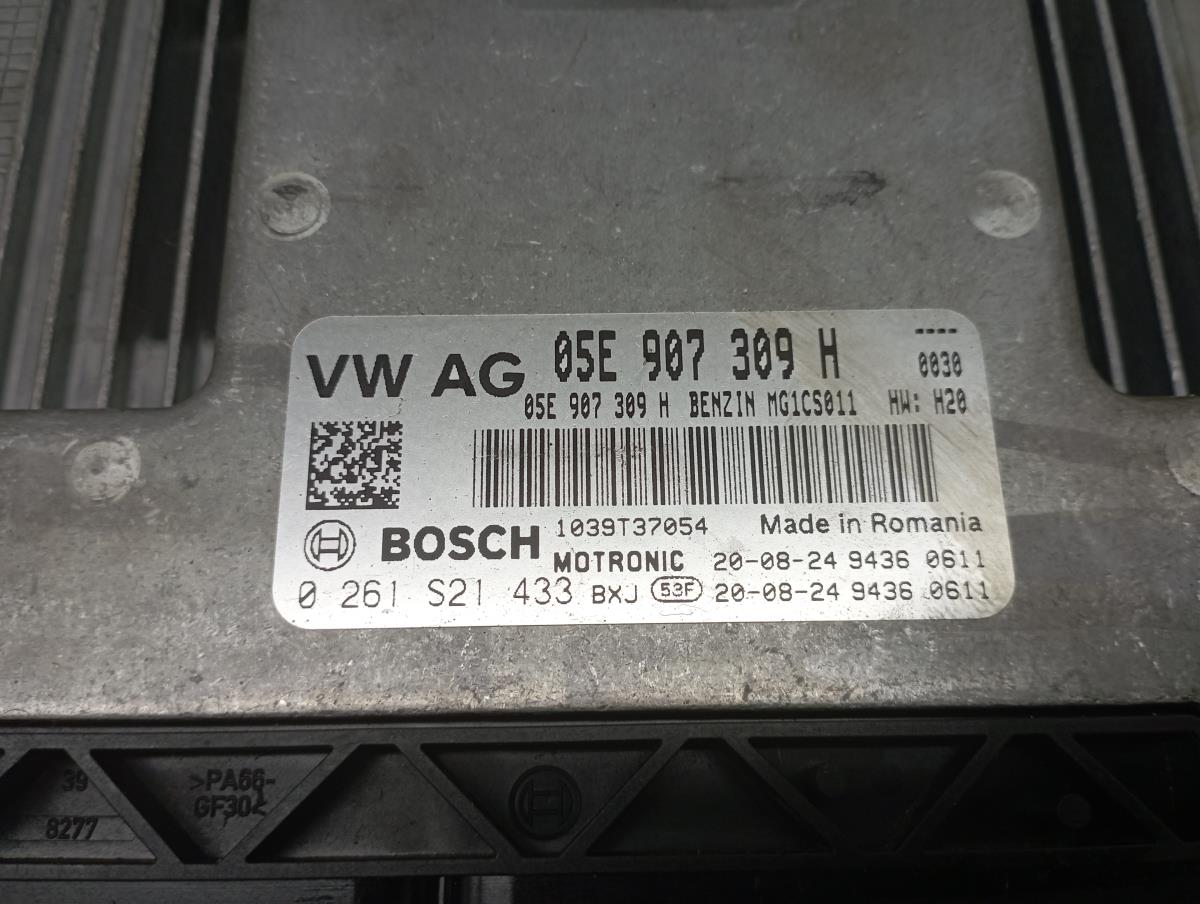 VW AG 05E 907 309 H ----
0030
05E 907 309 H BENZIN MG1CS011 HW: H20
BOSCH 1039T37054 Made in Romania
MOTRONIC 20-08-24 9436 0611
0 261 S21 433 BXJ 53F 20-08-24 9436 0611
39
8277
>PA66-
GF30<